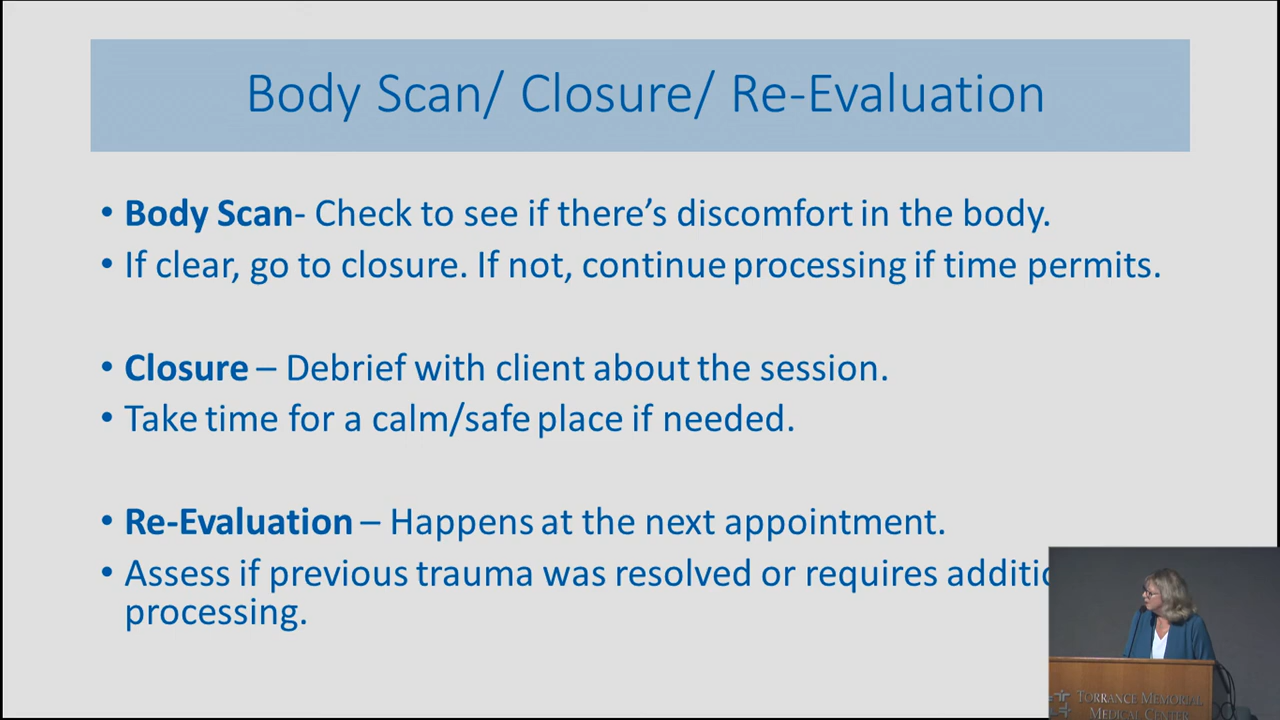 Body Scan/ Closure/ Re-Evaluation
• Body Scan- Check to see if there’s discomfort in the body.
• If clear, go to closure. If not, continue processing if time permits.
• Closure – Debrief with client about the session.
• Take time for a calm/safe place if needed.
• Re-Evaluation – Happens at the next appointment.
• Assess if previous trauma was resolved or requires
processing.
TORRANCE MEMORIAL
MEDICAL CENTER